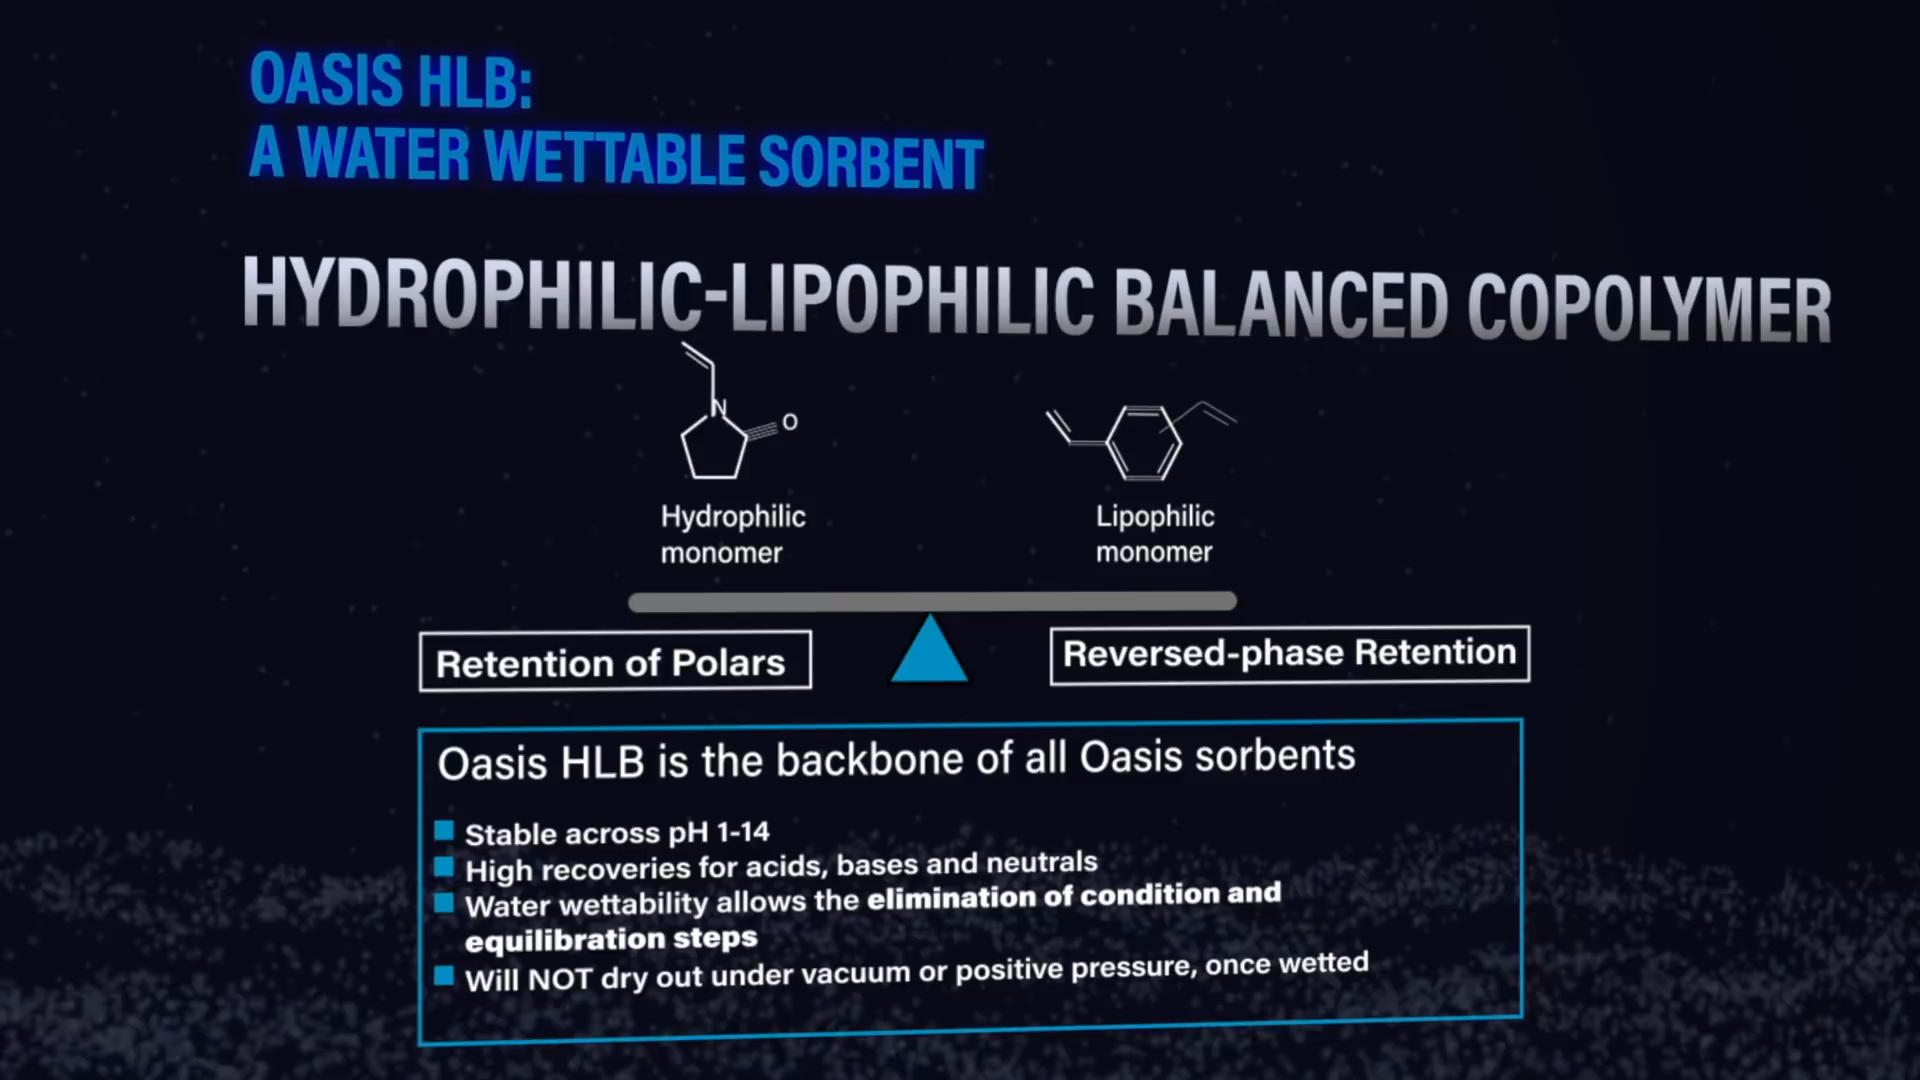 OASIS HLB:
A WATER WETTABLE SORBENT
HYDROPHILIC-LIPOPHILIC BALANCED COPOLYMER
N
O
Hydrophilic
monomer
Lipophilic
monomer
Retention of Polars
Reversed-phase Retention
Oasis HLB is the backbone of all Oasis sorbents
Stable across pH 1-14
High recoveries for acids, bases and neutrals
Water wettability allows the elimination of condition and
equilibration steps
Will NOT dry out under vacuum or positive pressure, once wetted